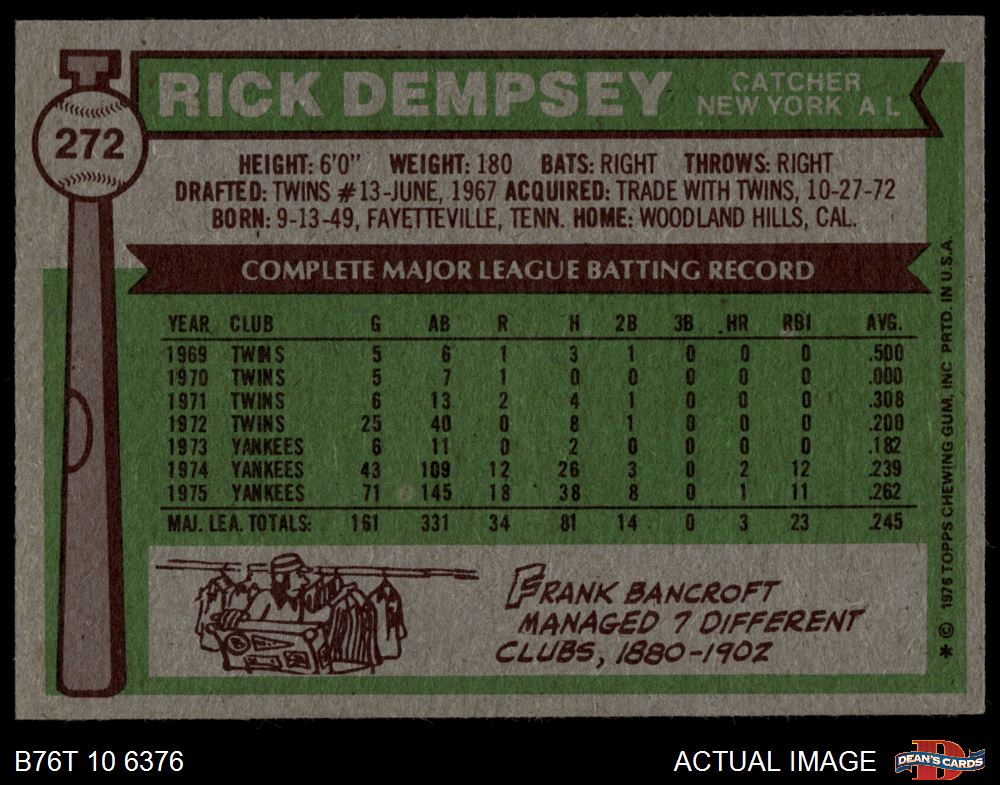 272
RICK DEMPSEY
CATCHER
NEW YORK A L
HEIGHT: 6'0" WEIGHT: 180 BATS: RIGHT THROWS: RIGHT
DRAFTED: TWINS #13-JUNE, 1967 ACQUIRED: TRADE WITH TWINS, 10-27-72
BORN: 9-13-49, FAYETTEVILLE, TENN. HOME: WOODLAND HILLS, CAL.
COMPLETE MAJOR LEAGUE BATTING RECORD
YEAR CLUB G AB R H 2B 3B HR RBI AVG.
1969 TWINS 5 6 1 3 1 0 0 0 .500
1970 TWINS 5 7 1 0 0 0 0 0 .000
1971 TWINS 6 13 2 4 1 0 0 0 .308
1972 TWINS 25 40 0 8 1 0 0 0 .200
1973 YANKEES 6 11 0 2 0 0 0 0 .182
1974 YANKEES 43 109 12 26 3 0 2 12 .239
1975 YANKEES 71 145 18 38 8 0 1 11 .262
MAJ. LEA. TOTALS: 161 331 34 81 14 0 3 23 .245
FRANK BANCROFT
MANAGED 7 DIFFERENT
CLUBS, 1880-1902
* © 1976 TOPPS CHEWING GUM, INC PRTD. IN U.S.A.
B76T 10 6376
ACTUAL IMAGE
D
DEAN'S CARDS